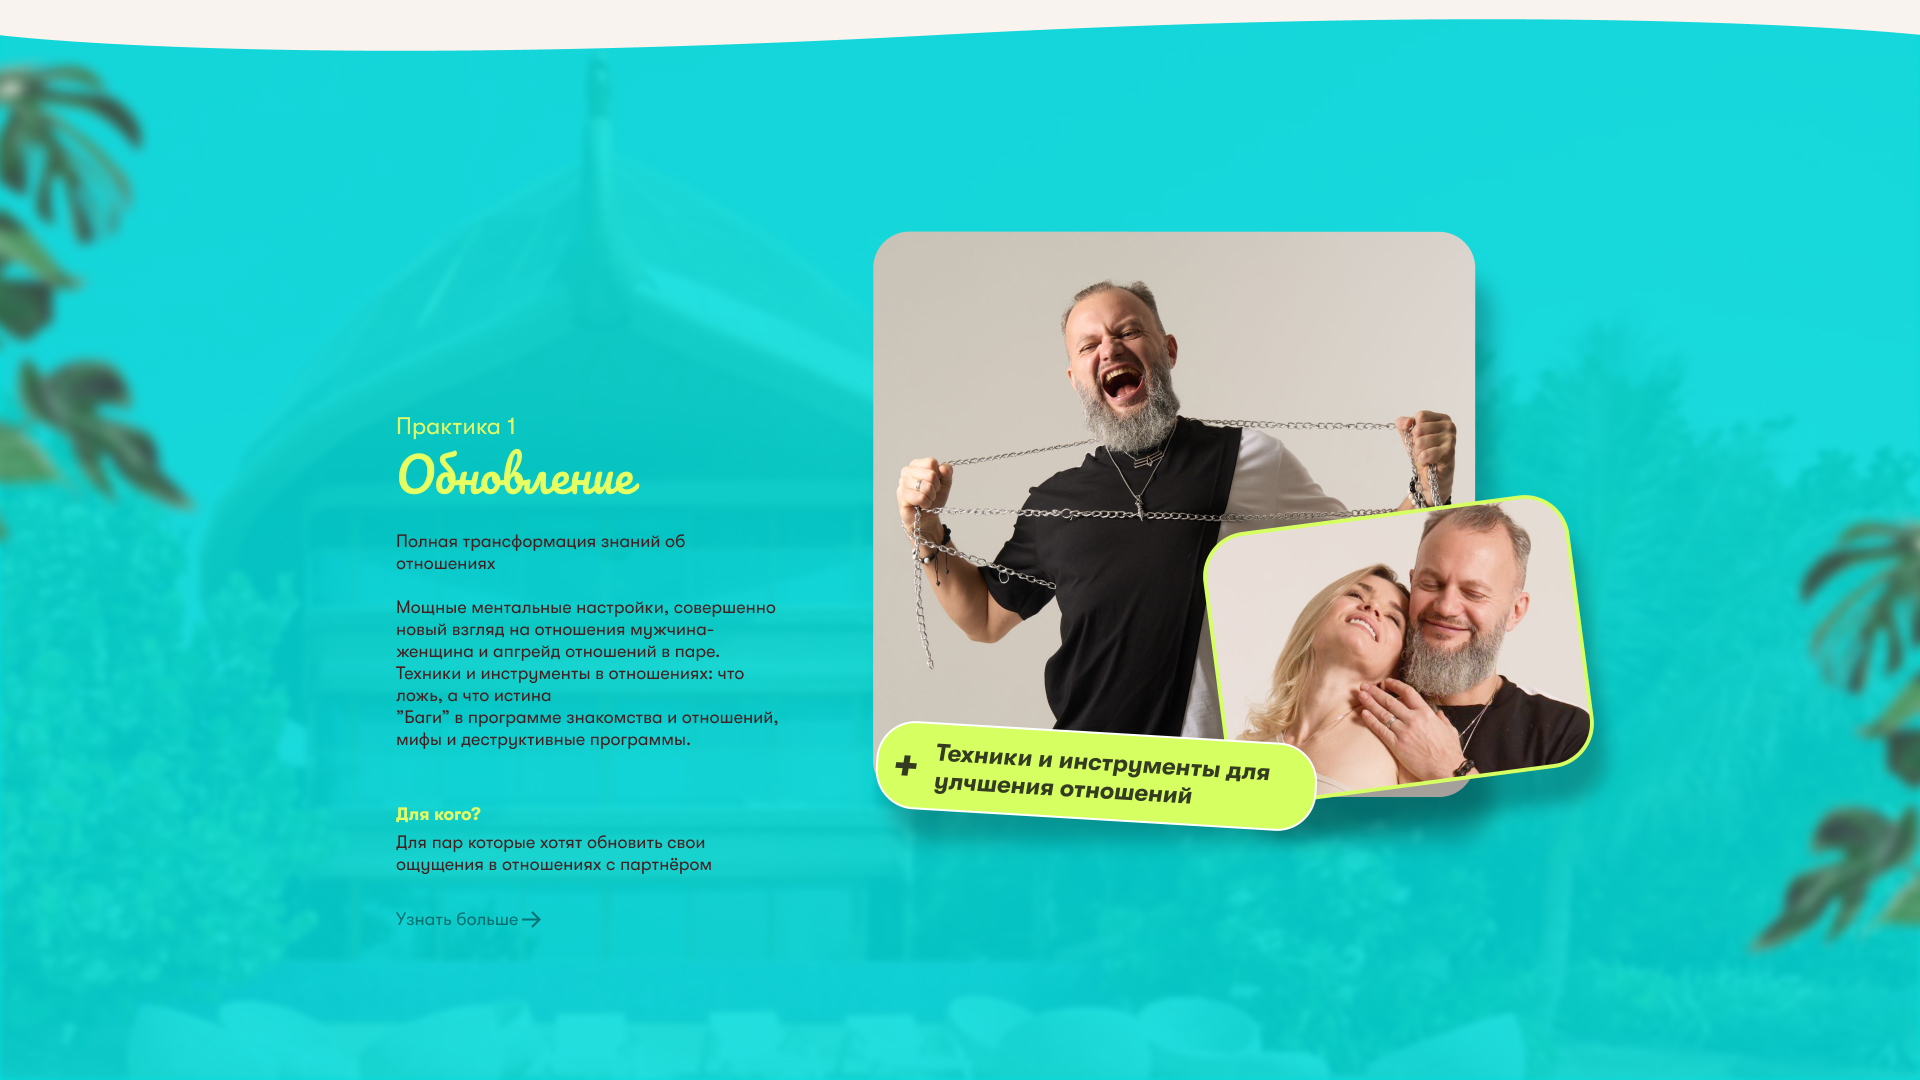 Практика 1
Обновление
Полная трансформация знаний об
отношениях
Мощные ментальные настройки, совершенно
новый взгляд на отношения мужчина-
женщина и апгрейд отношений в паре.
Техники и инструменты в отношениях: что
ложь, а что истина
”Баги” в программе знакомства и отношений,
мифы и деструктивные программы.
Для кого?
Для пар которые хотят обновить свои
ощущения в отношениях с партнёром
Узнать больше →
+ Техники и инструменты для
улчшения отношений